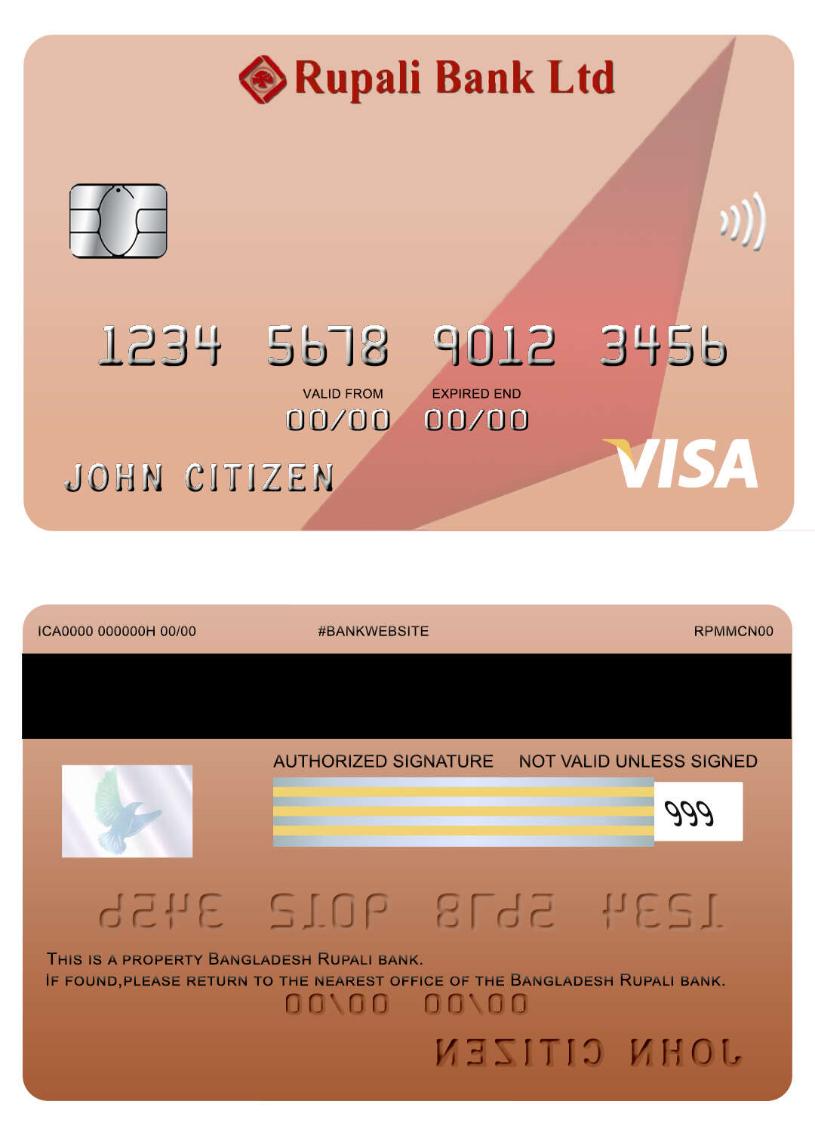 Rupali Bank Ltd
1234 5678 9012 3456
VALID FROM EXPIRED END
00/00 00/00
JOHN CITIZEN
VISA
ICA0000 000000H 00/00 #BANKWEBSITE RPMMCN00
AUTHORIZED SIGNATURE NOT VALID UNLESS SIGNED
999
1234 5678 9012 3456
THIS IS A PROPERTY BANGLADESH RUPALI BANK.
IF FOUND,PLEASE RETURN TO THE NEAREST OFFICE OF THE BANGLADESH RUPALI BANK.
00/00 00/00
JOHN CITIZEN